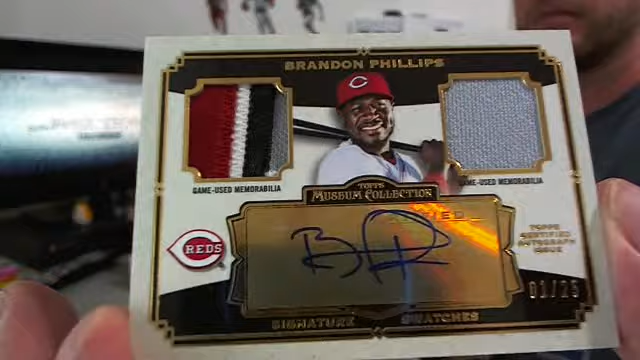 BRANDON PHILLIPS
C
GAME-USED MEMORABILIA
GAME-USED MEMORABILIA
TOPPS
MUSEUM COLLECTION
REDS
TOPPS
CERTIFIED
AUTOGRAPH
ISSUE
01/25
SIGNATURE SWATCHES